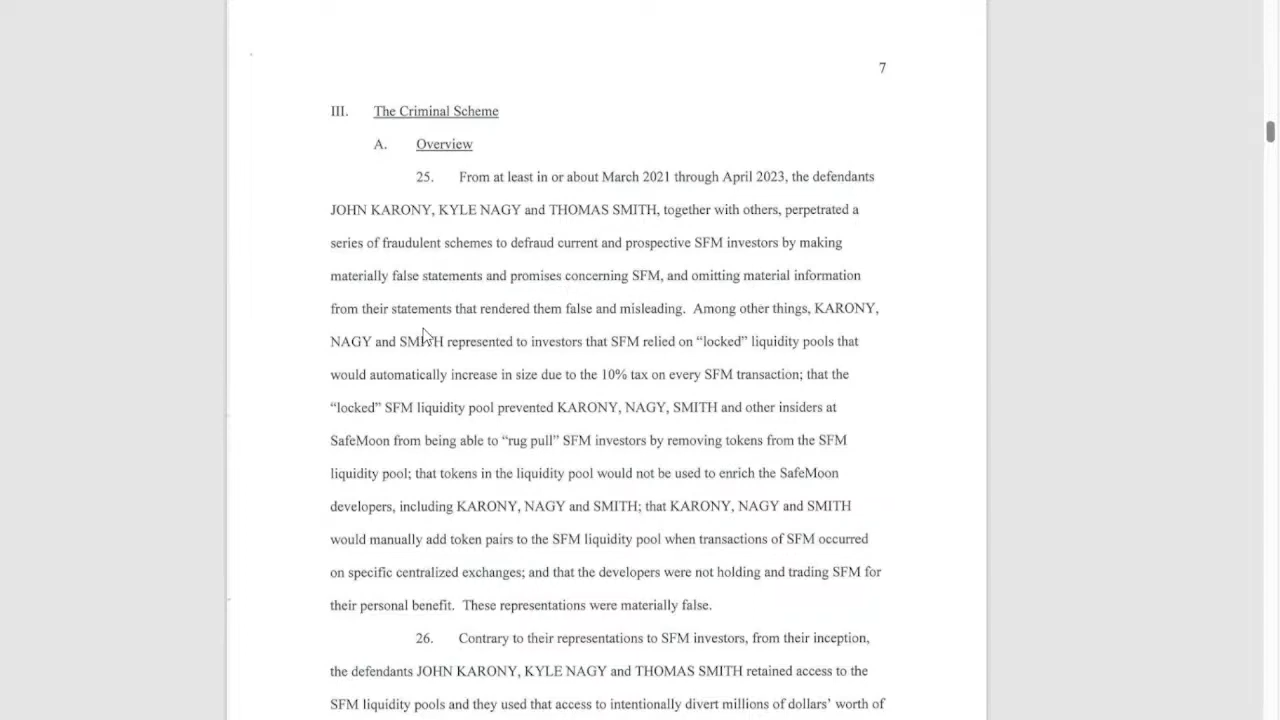 7
III. The Criminal Scheme
A. Overview
25. From at least in or about March 2021 through April 2023, the defendants
JOHN KARONY, KYLE NAGY and THOMAS SMITH, together with others, perpetrated a
series of fraudulent schemes to defraud current and prospective SFM investors by making
materially false statements and promises concerning SFM, and omitting material information
from their statements that rendered them false and misleading. Among other things, KARONY,
NAGY and SMITH represented to investors that SFM relied on “locked” liquidity pools that
would automatically increase in size due to the 10% tax on every SFM transaction; that the
“locked” SFM liquidity pool prevented KARONY, NAGY, SMITH and other insiders at
SafeMoon from being able to “rug pull” SFM investors by removing tokens from the SFM
liquidity pool; that tokens in the liquidity pool would not be used to enrich the SafeMoon
developers, including KARONY, NAGY and SMITH; that KARONY, NAGY and SMITH
would manually add token pairs to the SFM liquidity pool when transactions of SFM occurred
on specific centralized exchanges; and that the developers were not holding and trading SFM for
their personal benefit. These representations were materially false.
26. Contrary to their representations to SFM investors, from their inception,
the defendants JOHN KARONY, KYLE NAGY and THOMAS SMITH retained access to the
SFM liquidity pools and they used that access to intentionally divert millions of dollars’ worth of